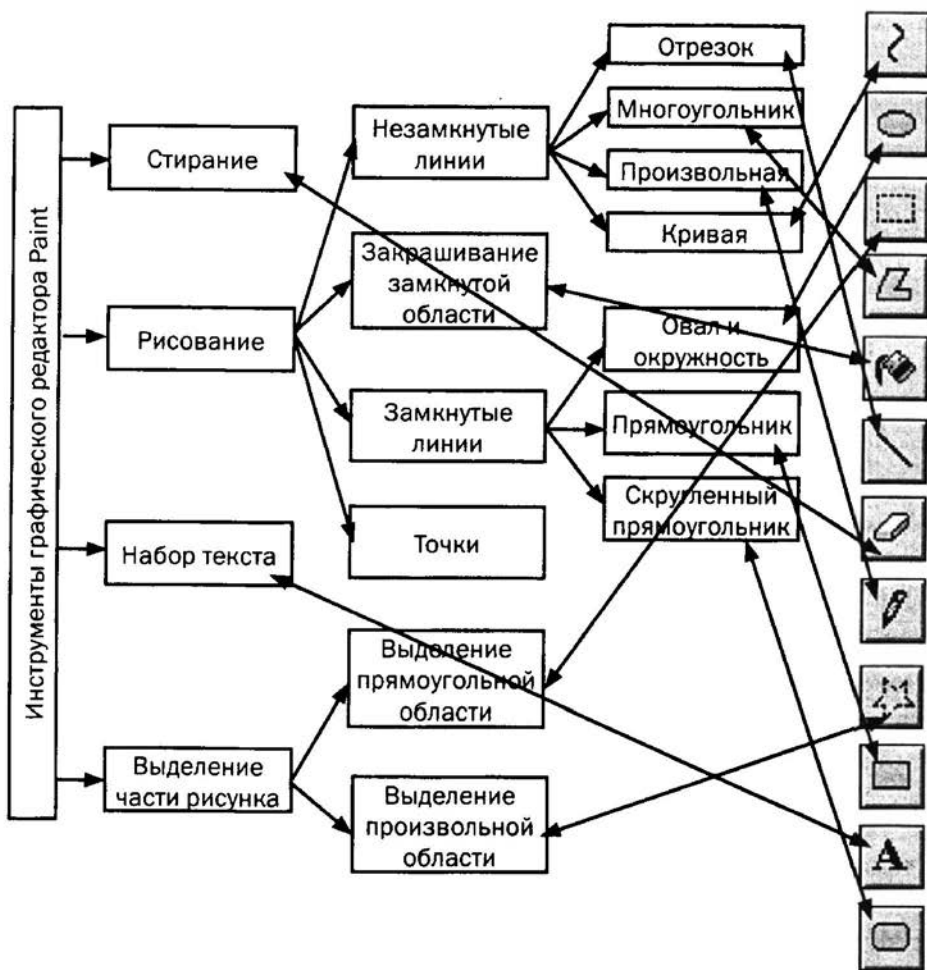 Инструменты графического редактора Paint
Стирание
Рисование
Набор текста
Выделение
части рисунка
Незамкнутые
линии
Закрашивание
замкнутой
области
Замкнутые
линии
Точки
Выделение
прямоугольной
области
Выделение
произвольной
области
Отрезок
Многоугольник
Произвольная
Кривая
Овал и
окружность
Прямоугольник
Скругленный
прямоугольник
A